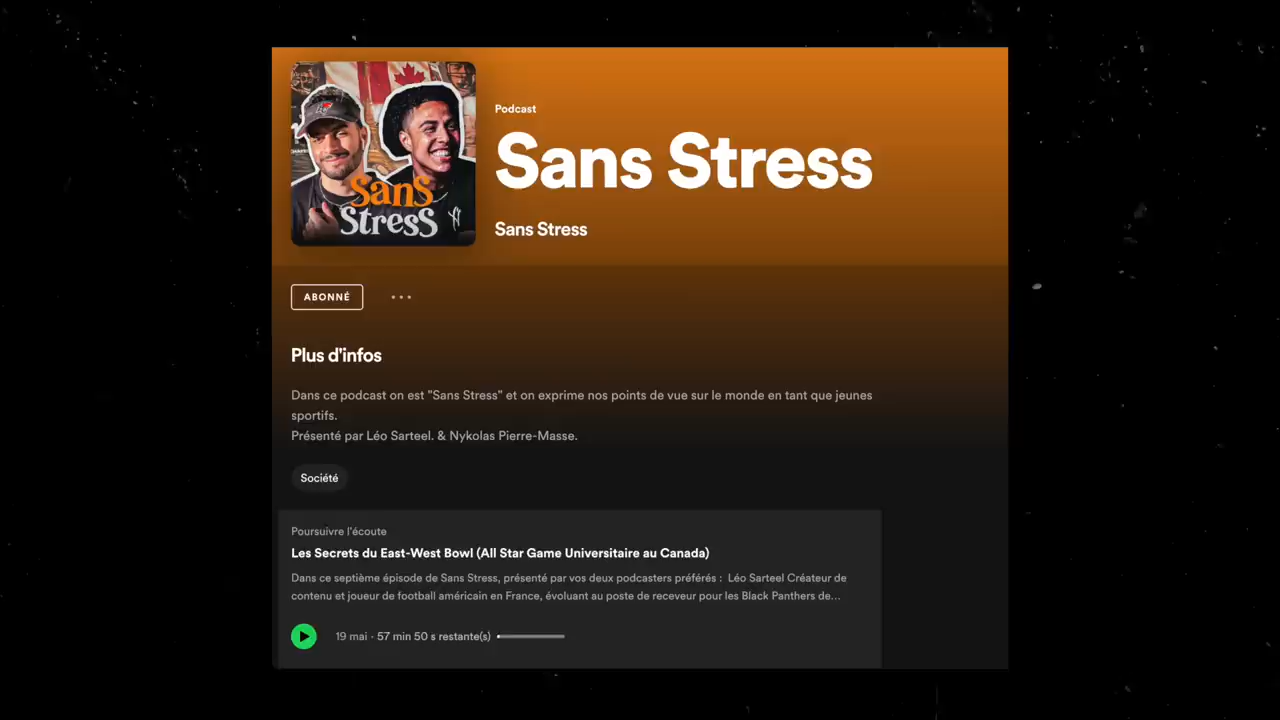 Sans
Stress
Podcast
Sans Stress
Sans Stress
ABONNÉ
Plus d'infos
Dans ce podcast on est "Sans Stress" et on exprime nos points de vue sur le monde en tant que jeunes
sportifs.
Présenté par Léo Sarteel. & Nykolas Pierre-Masse.
Société
Poursuivre l'écoute
Les Secrets du East-West Bowl (All Star Game Universitaire au Canada)
Dans ce septième épisode de Sans Stress, présenté par vos deux podcasters préférés : Léo Sarteel Créateur de
contenu et joueur de football américain en France, évoluant au poste de receveur pour les Black Panthers de...
19 mai · 57 min 50 s restante(s)